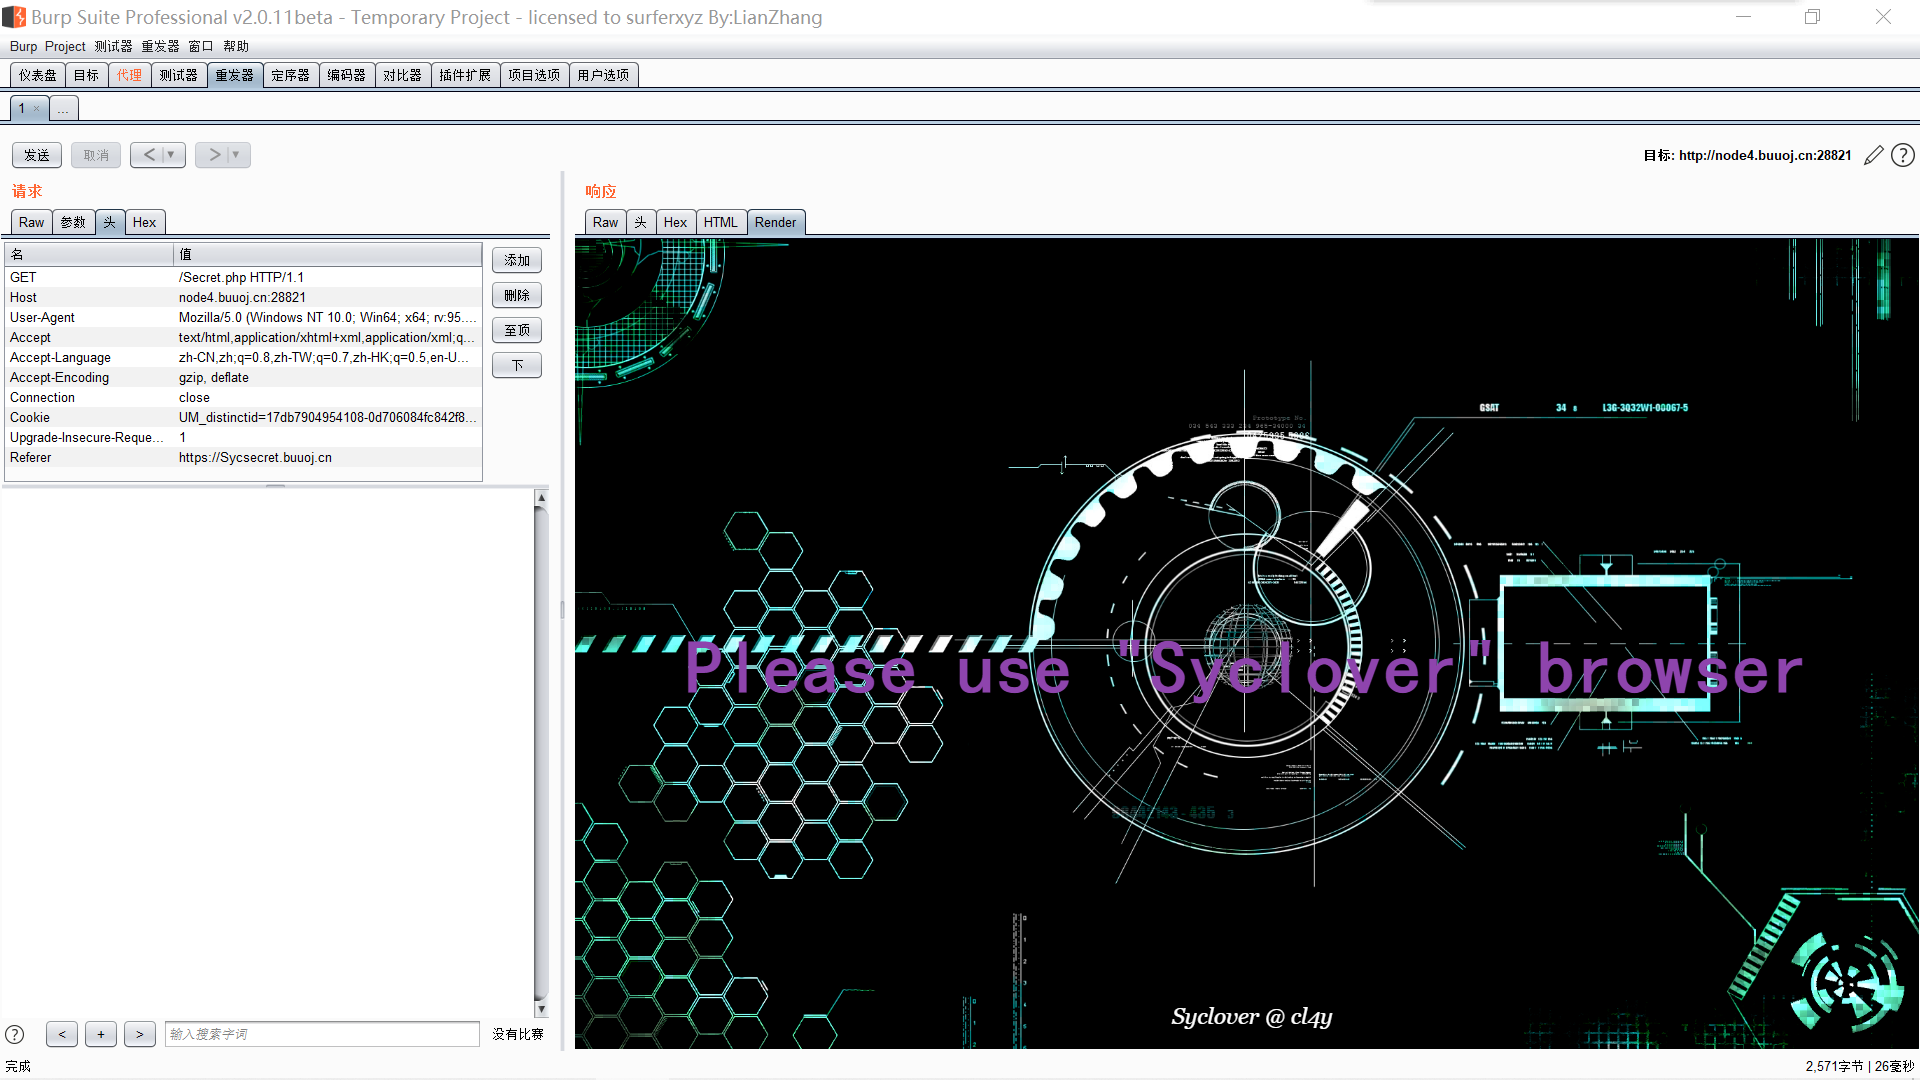 Burp Suite Professional v2.0.11beta - Temporary Project - licensed to surferxyz By:LianZhang
Burp Project 测试器 重发器 窗口 帮助
仪表盘 目标 代理 测试器 重发器 定序器 编码器 对比器 插件扩展 项目选项 用户选项
1 × ...
发送 取消 < > 目标: http://node4.buuoj.cn:28821
请求
Raw 参数 头 Hex
名 值
GET /Secret.php HTTP/1.1
Host node4.buuoj.cn:28821
User-Agent Mozilla/5.0 (Windows NT 10.0; Win64; x64; rv:95....
Accept text/html,application/xhtml+xml,application/xml;q...
Accept-Language zh-CN,zh;q=0.8,zh-TW;q=0.7,zh-HK;q=0.5,en-U...
Accept-Encoding gzip, deflate
Connection close
Cookie UM_distinctid=17db7904954108-0d706084fc842f8...
Upgrade-Insecure-Reque... 1
Referer https://Sycsecret.buuoj.cn
添加
删除
至顶
下
< + > 输入搜索字词 没有比赛
完成
响应
Raw 头 Hex HTML Render
GSAT 34 s L3G-3Q32W1-00067-5
Please use "Syclover" browser
Syclover @ cl4y
2,571字节 | 26毫秒